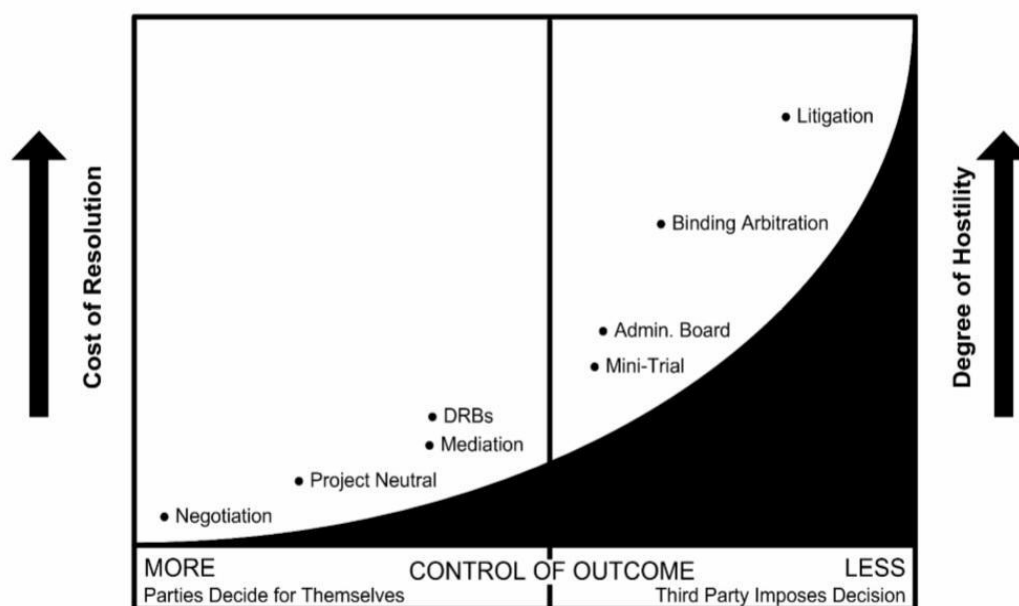 Litigation
Binding Arbitration
Admin. Board
Mini-Trial
DRBs
Mediation
Project Neutral
Negotiation
Cost of Resolution
Degree of Hostility
MORE CONTROL OF OUTCOME LESS
Parties Decide for Themselves Third Party Imposes Decision